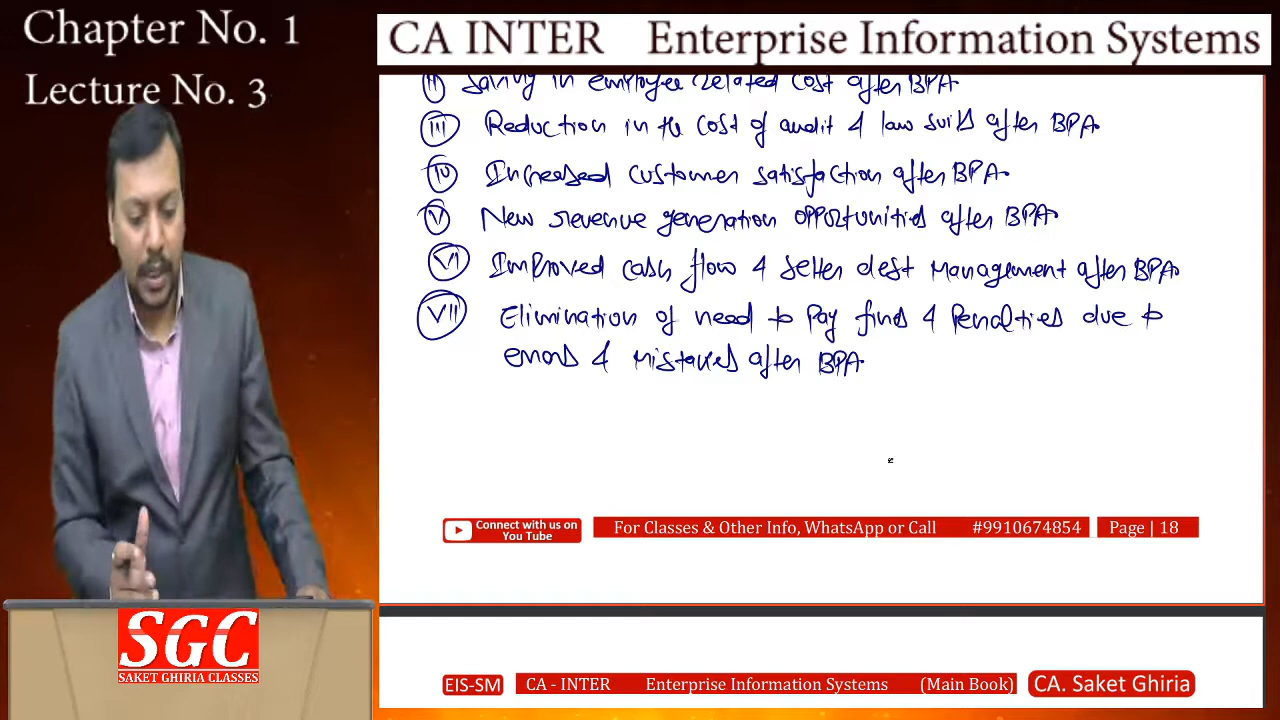 Chapter No. 1
Lecture No. 3
CA INTER Enterprise Information Systems
II Saving in employee related cost after BPA
III Reduction in the cost of audit & law suits after BPA.
IV Increased customer satisfaction after BPA.
V New revenue generation opportunities after BPA.
VI Improved cash flow & better debt management after BPA.
VII Elimination of need to pay fines & Penalties due to
errors & mistakes after BPA.
Connect with us on
You Tube
For Classes & Other Info, WhatsApp or Call #9910674854
Page | 18
SGC
SAKET GHIRIA CLASSES
EIS-SM
CA - INTER Enterprise Information Systems (Main Book)
CA. Saket Ghiria